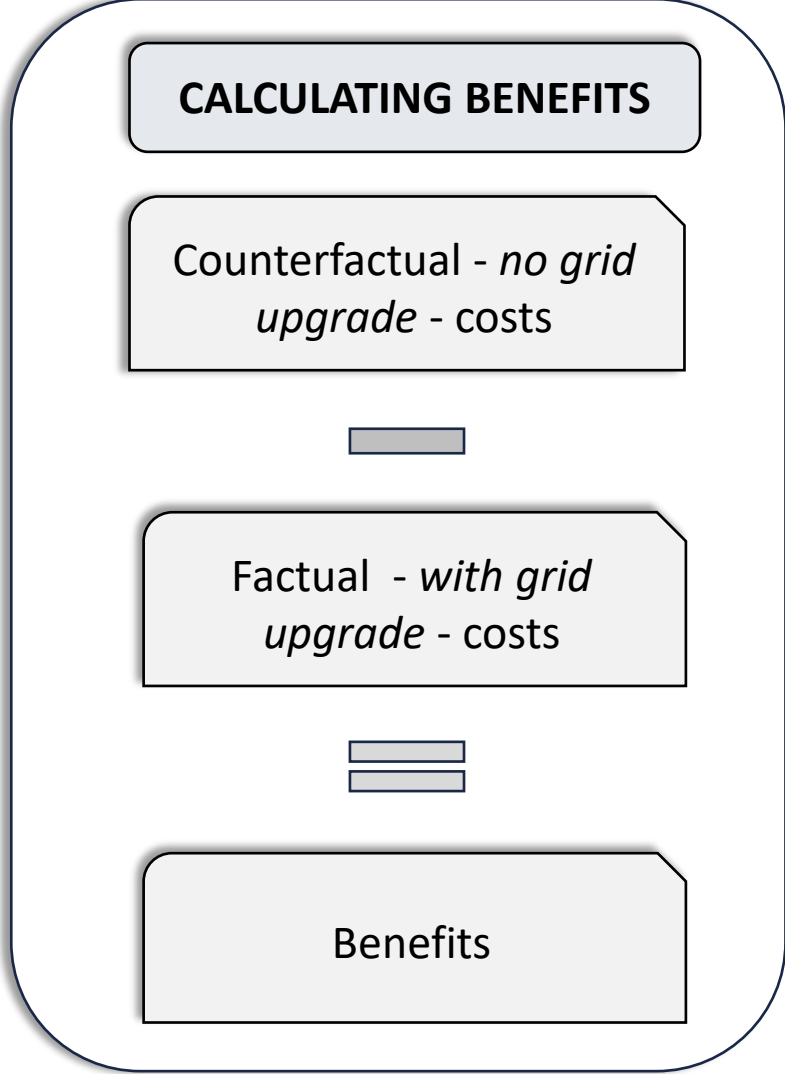 CALCULATING BENEFITS
Counterfactual - no grid
upgrade - costs
Factual  - with grid
upgrade - costs
Benefits